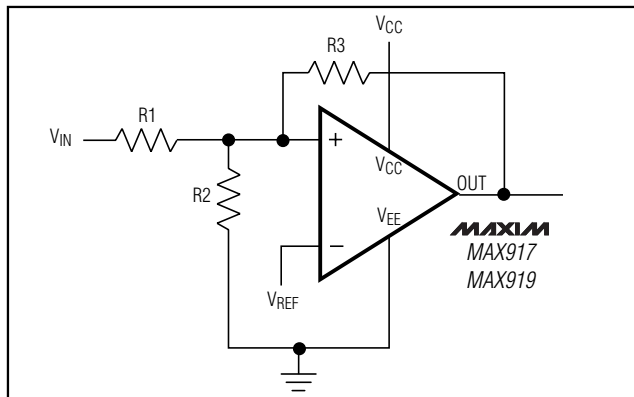 VCC
R3
R1
VIN
+
VCC
R2
OUT
VEE
MAXIM
MAX917
MAX919
−
VREF